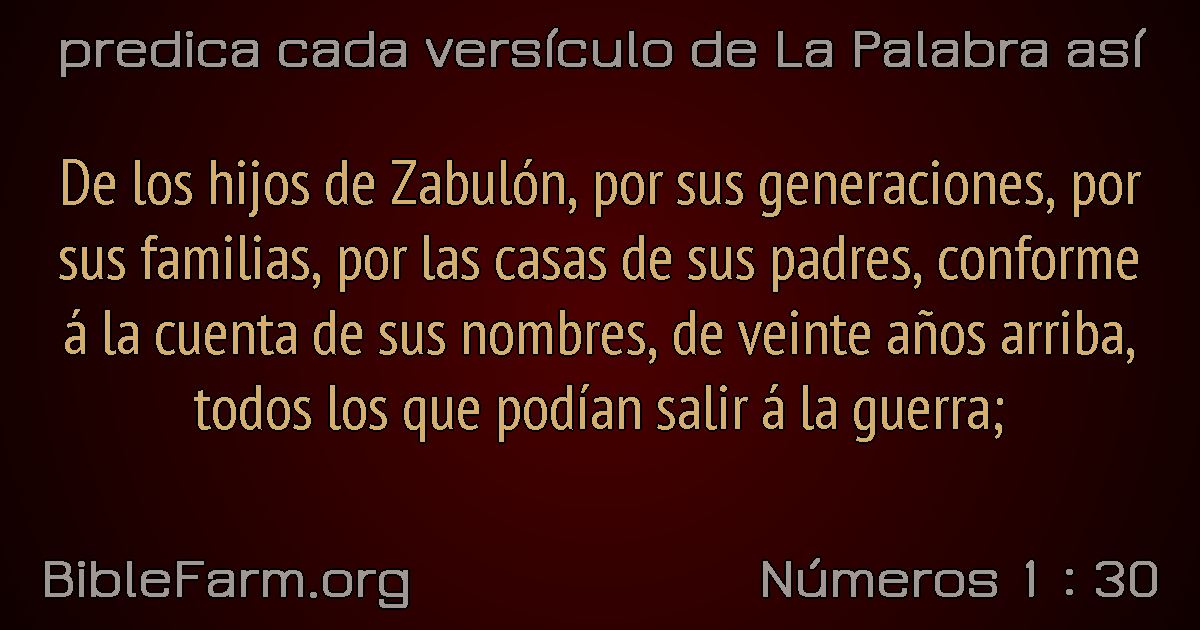 predica cada versículo de La Palabra así
De los hijos de Zabulón, por sus generaciones, por
sus familias, por las casas de sus padres, conforme
á la cuenta de sus nombres, de veinte años arriba,
todos los que podían salir á la guerra;
BibleFarm.org
Números 1 : 30